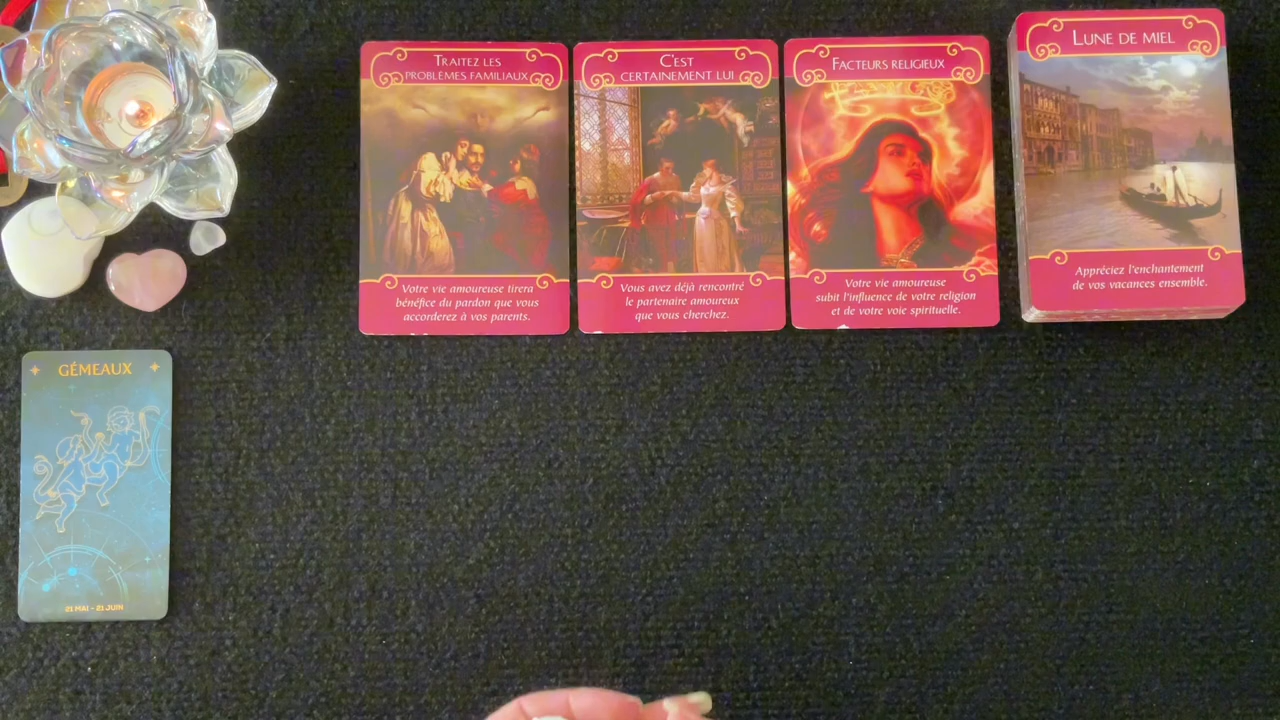 TRAITEZ LES
PROBLÈMES FAMILIAUX
Votre vie amoureuse tirera
bénéfice du pardon que vous
accorderez à vos parents.
C'EST
CERTAINEMENT LUI
Vous avez déjà rencontré
le partenaire amoureux
que vous cherchez.
FACTEURS RELIGIEUX
Votre vie amoureuse
subit l'influence de votre religion
et de votre voie spirituelle.
LUNE DE MIEL
Appréciez l'enchantement
de vos vacances ensemble.
GÉMEAUX
21 MAI - 21 JUIN